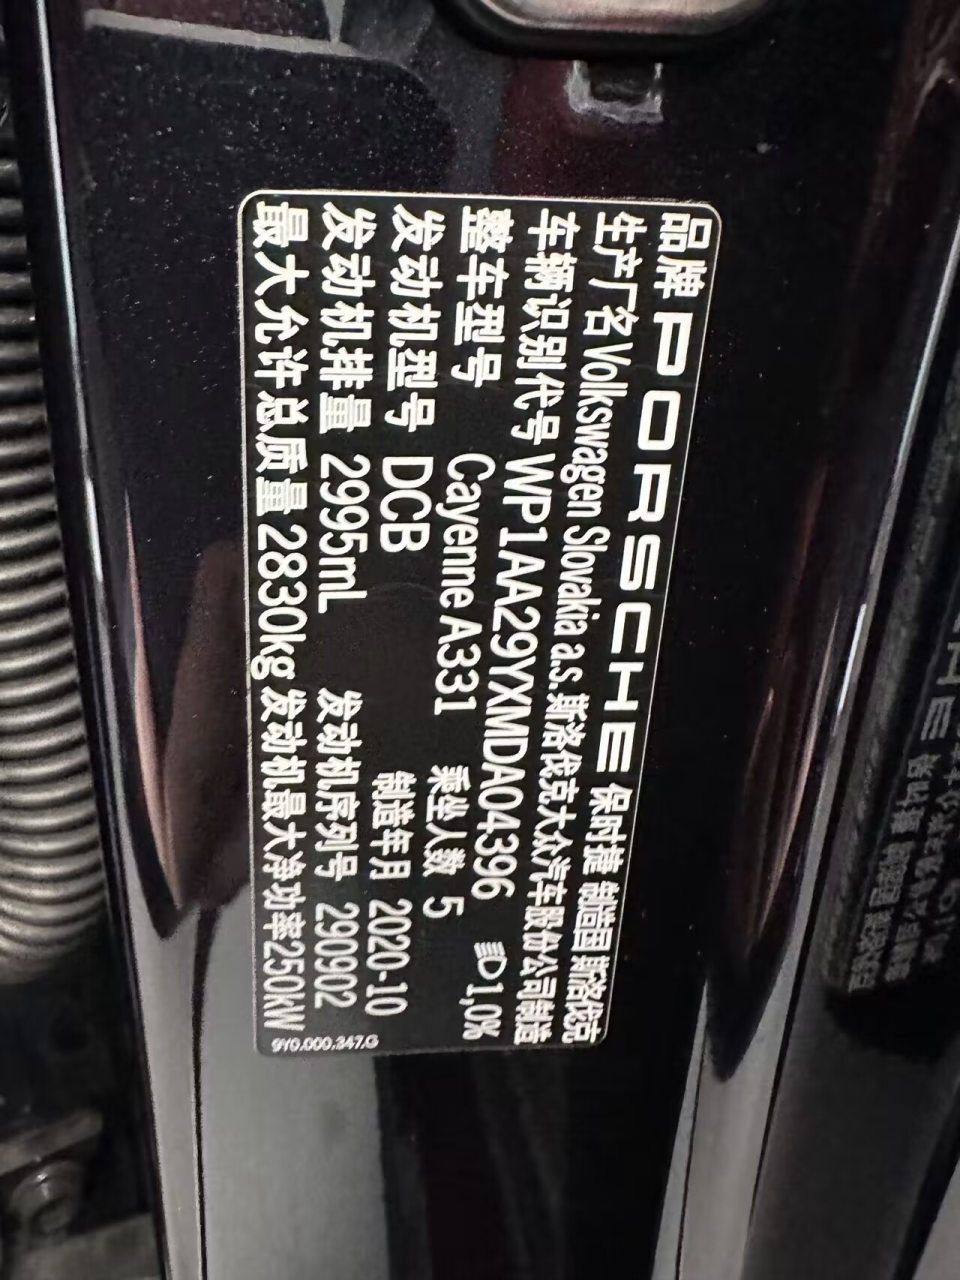 品牌 PORSCHE 保时捷 制造国 斯洛伐克
生产厂名 Volkswagen Slovakia a.s. 斯洛伐克大众汽车股份公司制造
车辆识别代号 WP1AA29YXMDA04396 1,0%
整车型号 Cayenne A331 乘坐人数 5
发动机型号 DCB 制造年月 2020-10
发动机排量 2995mL 发动机序列号 290902
最大允许总质量 2830kg 发动机最大净功率 250kW
9Y0.000.347.G